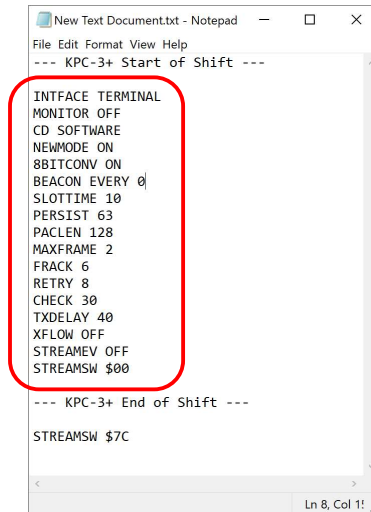 New Text Document.txt - Notepad
File Edit Format View Help
--- KPC-3+ Start of Shift ---
INTFACE TERMINAL
MONITOR OFF
CD SOFTWARE
NEWMODE ON
8BITCONV ON
BEACON EVERY 0
SLOTTIME 10
PERSIST 63
PACLEN 128
MAXFRAME 2
FRACK 6
RETRY 8
CHECK 30
TXDELAY 40
XFLOW OFF
STREAMEV OFF
STREAMSW $00
--- KPC-3+ End of Shift ---
STREAMSW $7C
Ln 8, Col